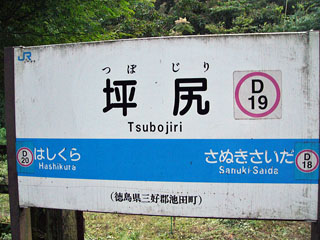 JR
つぼじり
坪尻
Tsubojiri
D
19
D
20
はしくら
Hashikura
さぬきさいだ
Sanuki Saida
D
18
(徳島県三好郡池田町)